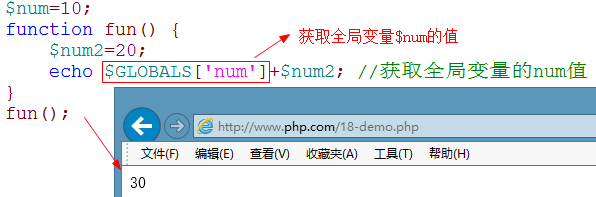 $num=10;
function fun() {
获取全局变量$num的值
$num2=20;
echo $GLOBALS['num']+$num2; //获取全局变量的num值
}
fun();
http://www.php.com/18-demo.php
文件(F) 编辑(E) 查看(V) 收藏夹(A) 工具(T) 帮助(H)
30